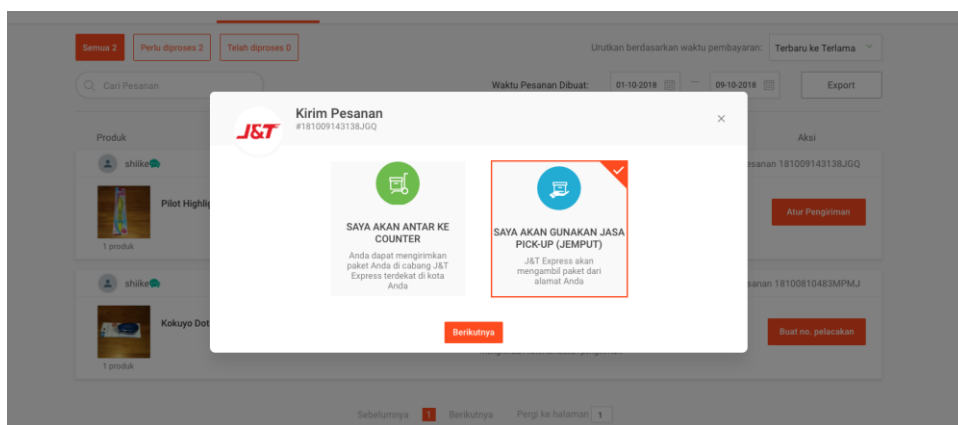 Semua 2
Perlu diproses 2
Telah diproses 0
Urutkan berdasarkan waktu pembayaran:
Terbaru ke Terlama
Cari Pesanan
Waktu Pesanan Dibuat:
01-10-2018
09-10-2018
Export
J&T
Kirim Pesanan
#181009143138JGQ
Produk
Aksi
shiike
181009143138JGQ
Pilot
Atur Pengiriman
1 produk
SAYA AKAN ANTAR KE
COUNTER
Anda dapat mengirimkan
paket Anda di cabang J&T
Express terdekat di kota
Anda
SAYA AKAN GUNAKAN JASA
PICK-UP (JEMPUT)
J&T Express akan
mengambil paket dari
alamat Anda
shiike
18100810483MPMJ
Berikutnya
Kokuyo Dot
Buat no. pelacakan
1 produk
Sebelumnya 1 Berikutnya Pergi ke halaman 1